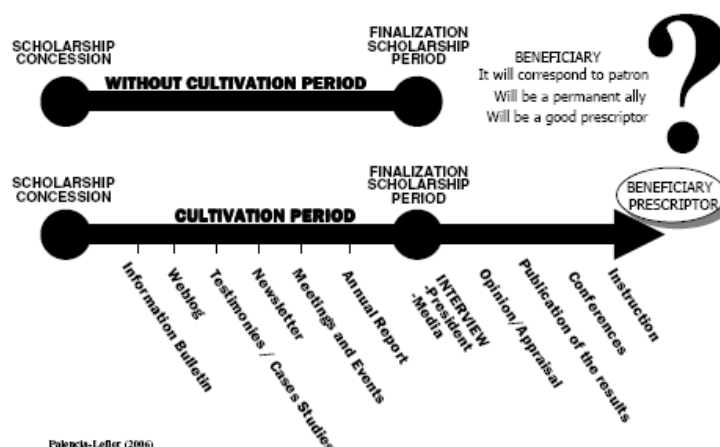 SCHOLARSHIP
CONCESSION
WITHOUT CULTIVATION PERIOD
FINALIZATION
SCHOLARSHIP
PERIOD
BENEFICIARY
It will correspond to patron
Will be a permanent ally
Will be a good prescriptor
?
SCHOLARSHIP
CONCESSION
CULTIVATION PERIOD
FINALIZATION
SCHOLARSHIP
PERIOD
BENEFICIARY
PRESCRIPTOR
Information Bulletin
Weblog
Testimonies / Cases Studies
Newsletter
Meetings and Events
Annual Report
INTERVIEW
-President
-Media
Opinion/Appraisal
Publication of the results
Conferences
Instruction
Palencia-Lefler (2006)